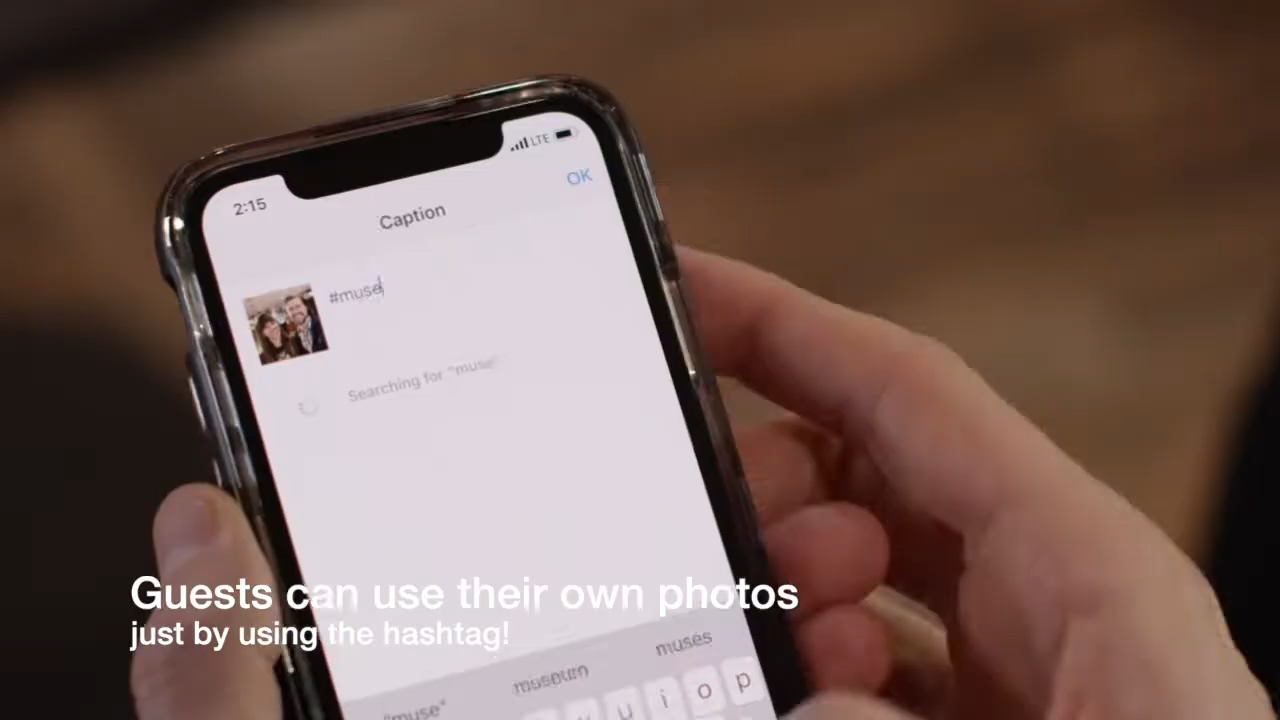 LTE
2:15
OK
Caption
#muse
Searching for "muse"
Guests can use their own photos
just by using the hashtag!
"muse" museum musés
u i o p